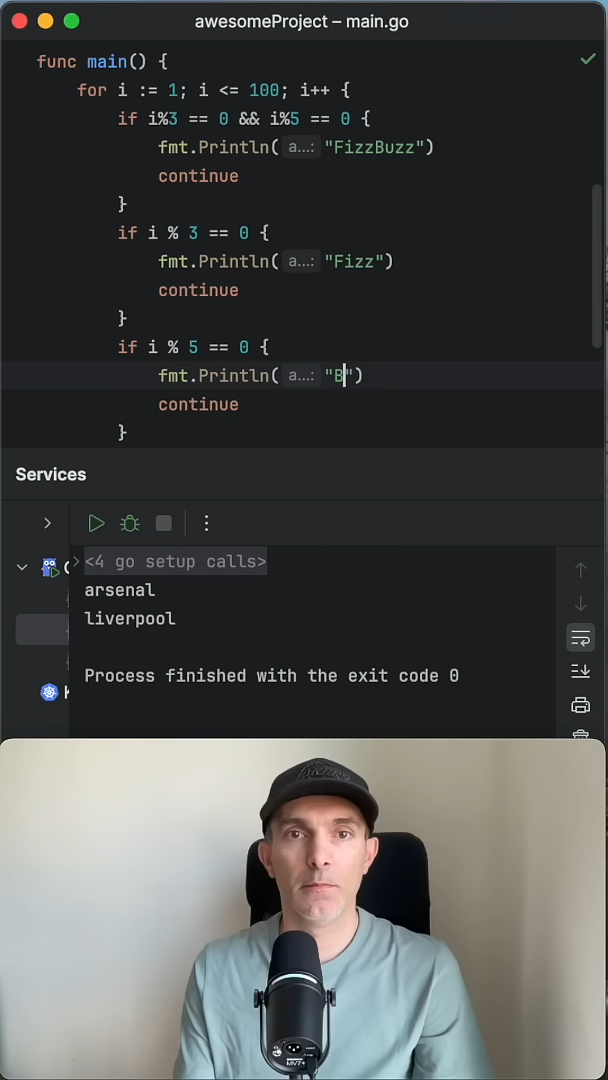 awesomeProject – main.go
func main() {
for i := 1; i <= 100; i++ {
if i%3 == 0 && i%5 == 0 {
fmt.Println( a...: "FizzBuzz")
continue
}
if i % 3 == 0 {
fmt.Println( a...: "Fizz")
continue
}
if i % 5 == 0 {
fmt.Println( a...: "B")
continue
}
Services
<4 go setup calls>
arsenal
liverpool
Process finished with the exit code 0
LAKERS
MV7+